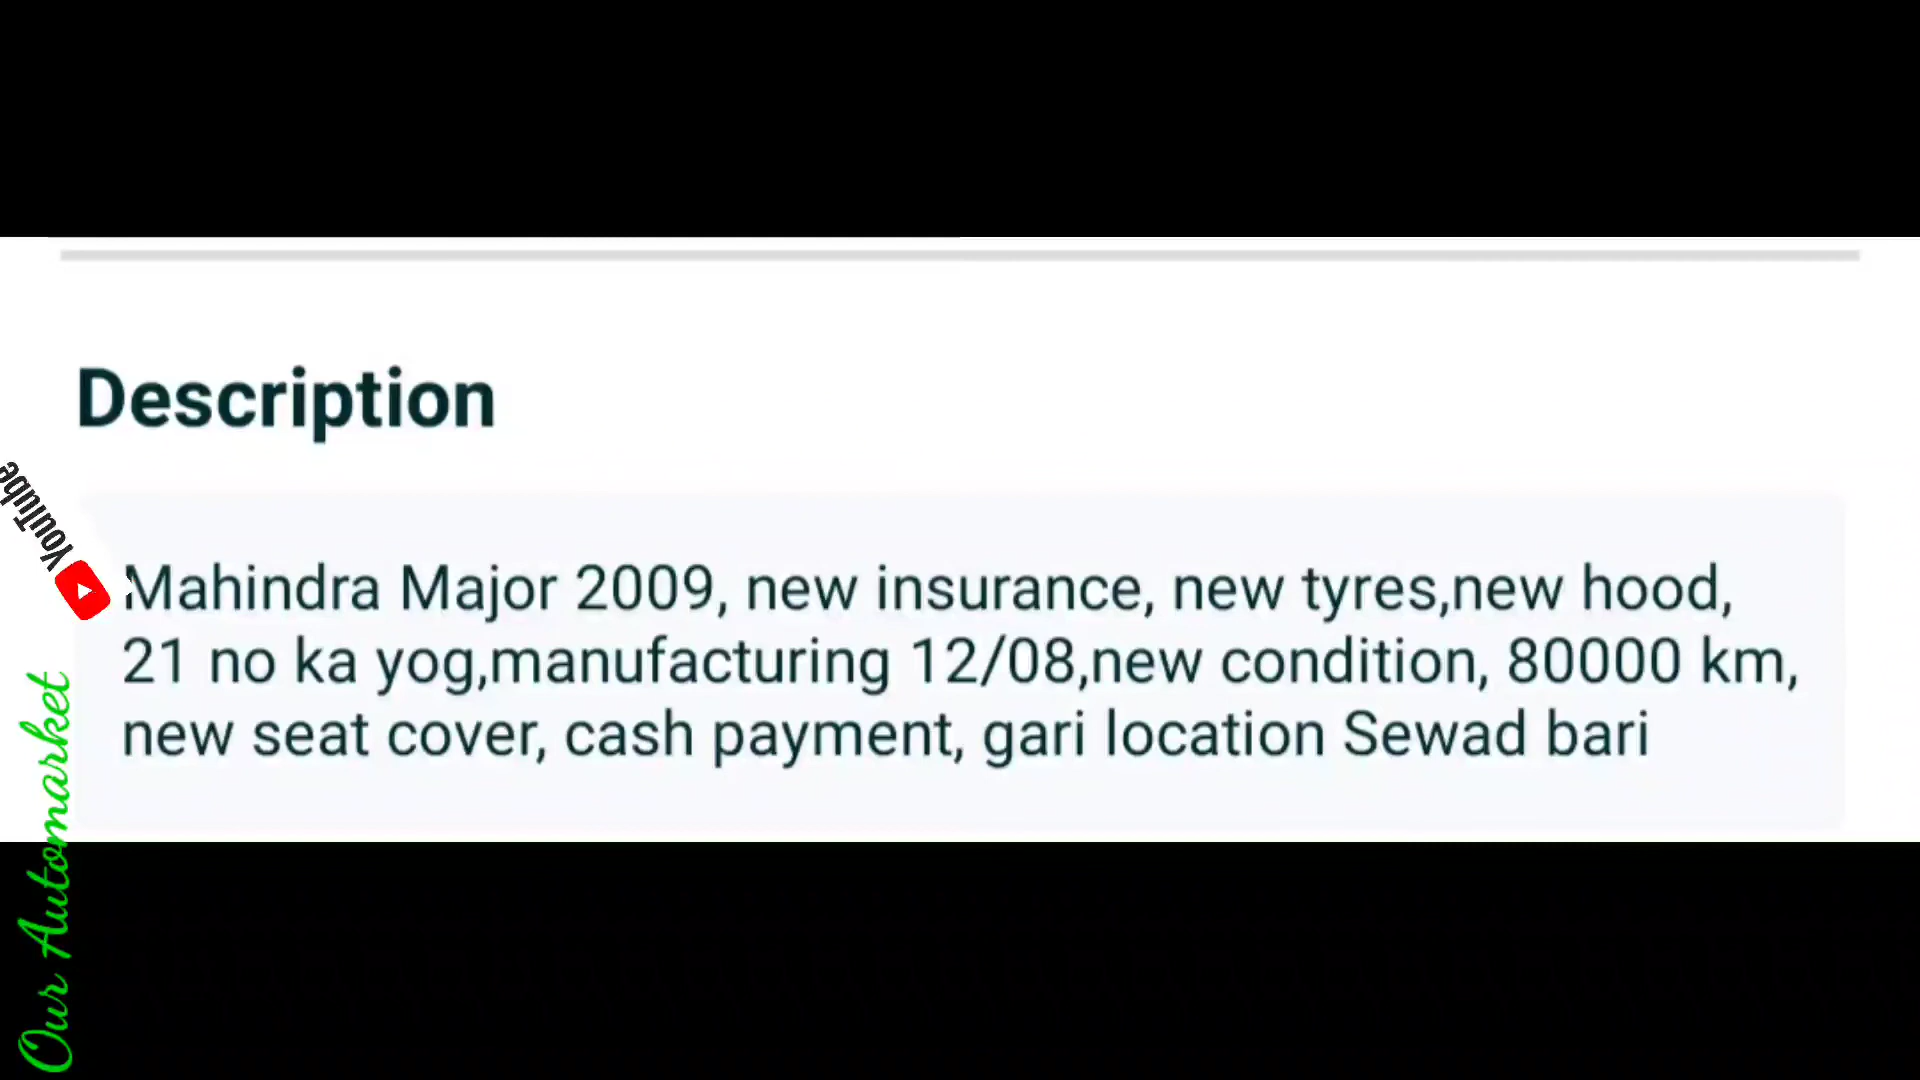 Description
Mahindra Major 2009, new insurance, new tyres,new hood,
21 no ka yog,manufacturing 12/08,new condition, 80000 km,
new seat cover, cash payment, gari location Sewad bari
YouTube
Our Automarket